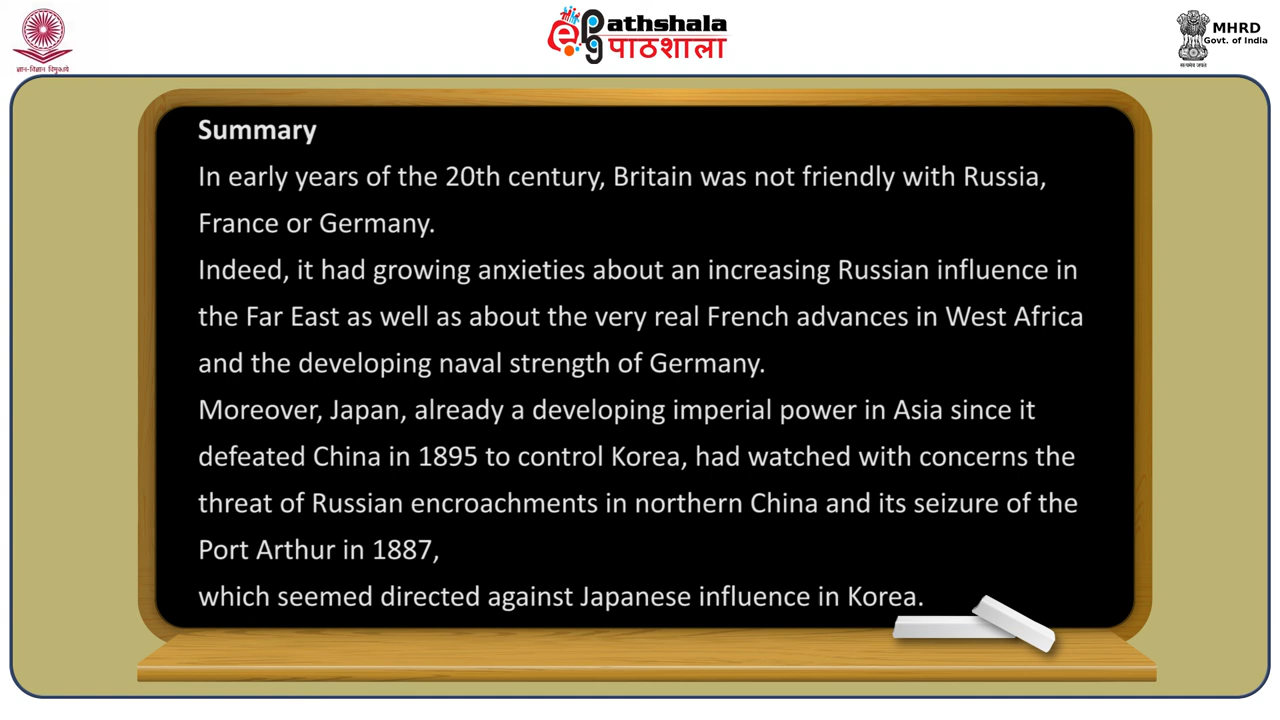 ज्ञान-विज्ञान विमुक्तये
epg Pathshala
पाठशाला
MHRD
Govt. of India
सत्यमेव जयते
Summary
In early years of the 20th century, Britain was not friendly with Russia,
France or Germany.
Indeed, it had growing anxieties about an increasing Russian influence in
the Far East as well as about the very real French advances in West Africa
and the developing naval strength of Germany.
Moreover, Japan, already a developing imperial power in Asia since it
defeated China in 1895 to control Korea, had watched with concerns the
threat of Russian encroachments in northern China and its seizure of the
Port Arthur in 1887,
which seemed directed against Japanese influence in Korea.